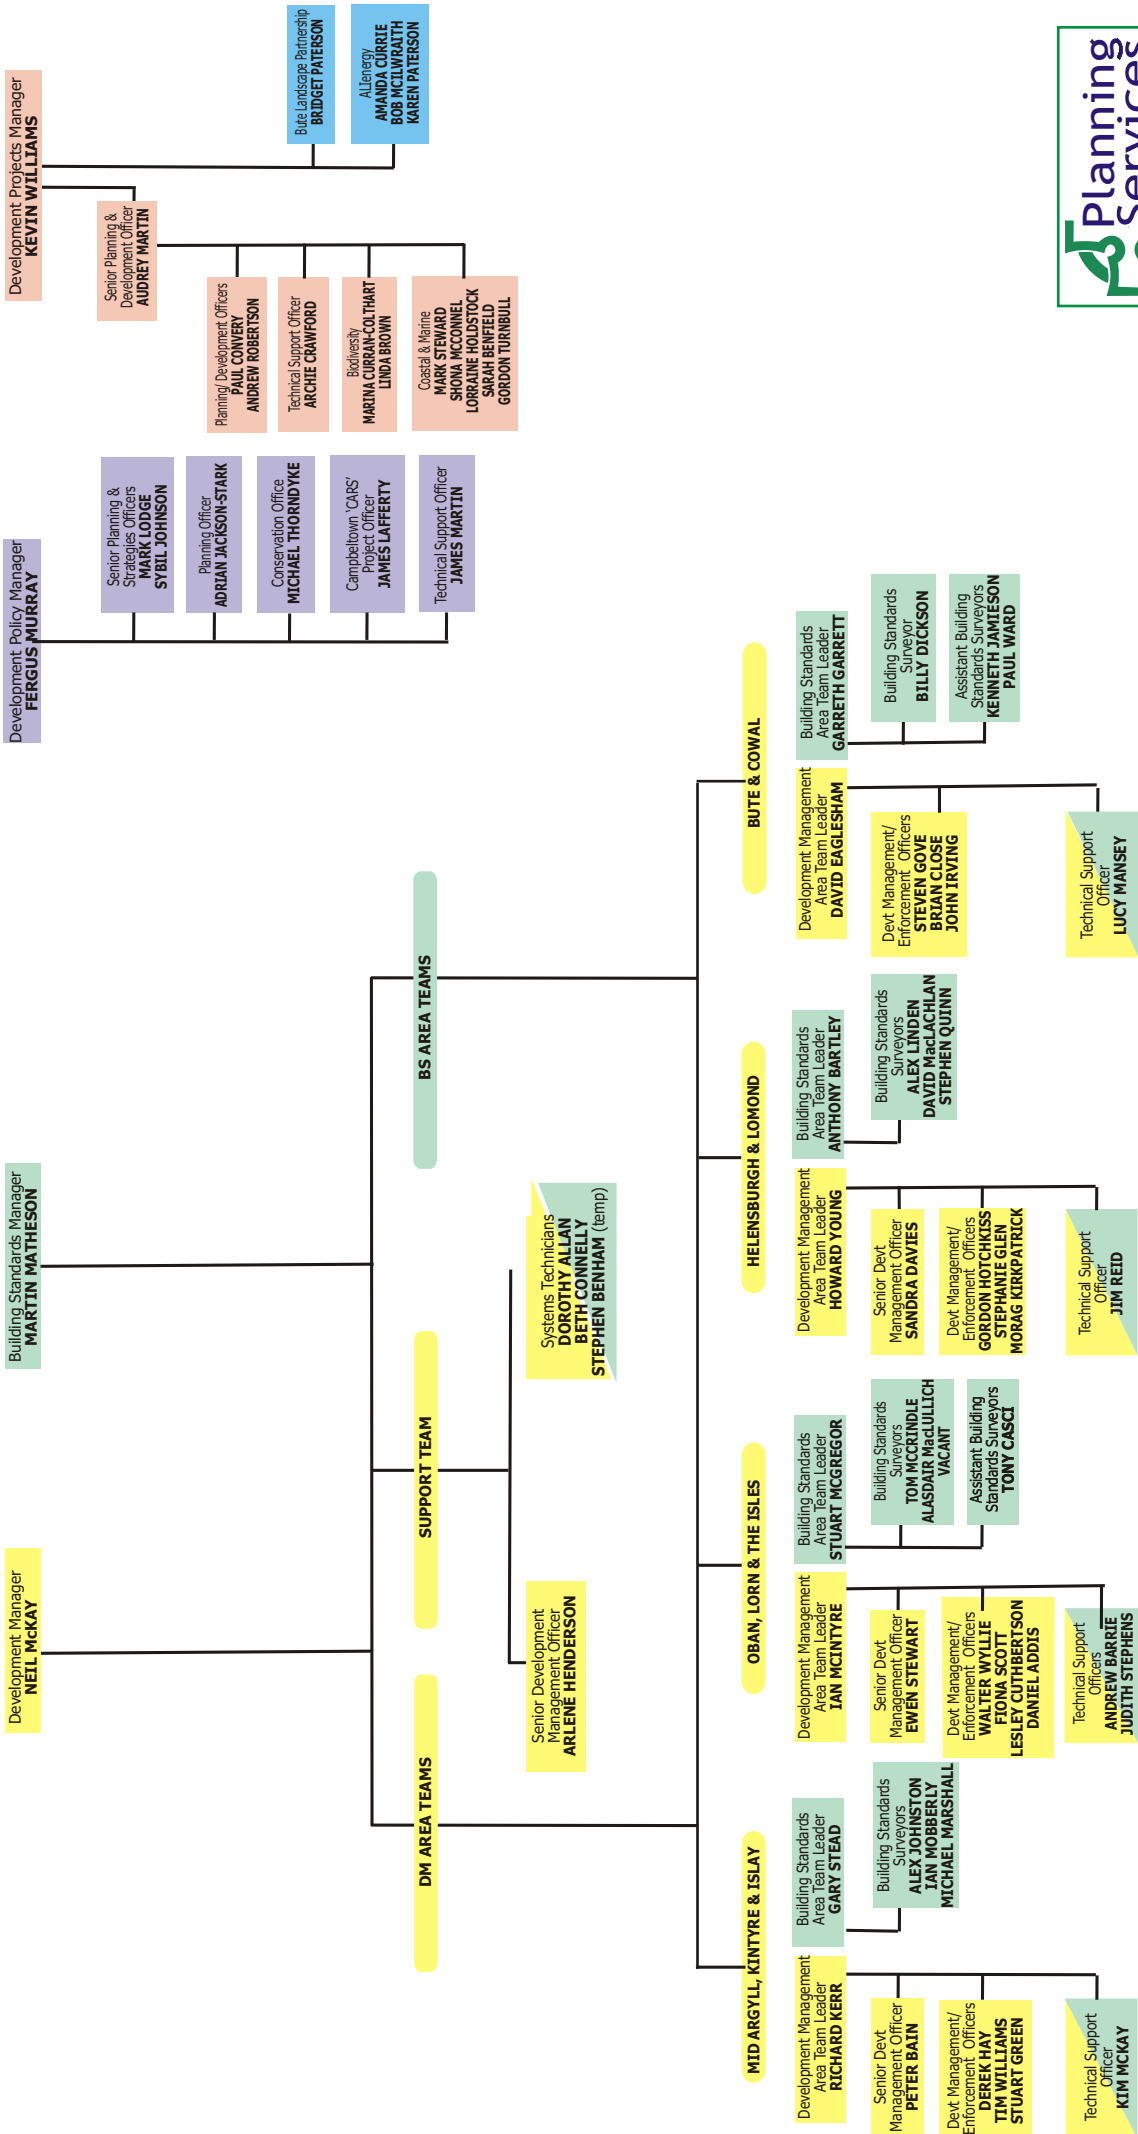 Development Manager
NEIL McKAY
Building Standards Manager
MARTIN MATHESON
Development Policy Manager
FERGUS MURRAY
Development Projects Manager
KEVIN WILLIAMS
DM AREA TEAMS
SUPPORT TEAM
BS AREA TEAMS
Senior Development
Management Officer
ARLENE HENDERSON
Systems Technicians
DOROTHY ALLAN
BETH CONNELLY
STEPHEN BENHAM (temp)
Senior Planning &
Strategies Officers
MARK LODGE
SYBIL JOHNSON
Planning Officer
ADRIAN JACKSON-STARK
Conservation Office
MICHAEL THORNDYKE
Campbeltown ‘CARS’
Project Officer
JAMES LAFFERTY
Technical Support Officer
JAMES MARTIN
Senior Planning &
Development Officer
AUDREY MARTIN
Planning/ Development Officers
PAUL CONVERY
ANDREW ROBERTSON
Technical Support Officer
ARCHIE CRAWFORD
Biodiversity
MARINA CURRAN-COLTHART
LINDA BROWN
Coastal & Marine
MARK STEWARD
SHONA MCCONNEL
LORRAINE HOLDSTOCK
SARAH BENFIELD
GORDON TURNBULL
Bute Landscape Partnership
BRIDGET PATERSON
ALIenergy
AMANDA CURRIE
BOB MCILWRAITH
KAREN PATERSON
MID ARGYLL, KINTYRE & ISLAY
Development Management
Area Team Leader
RICHARD KERR
Senior Devt
Management Officer
PETER BAIN
Devt Management/
Enforcement Officers
DEREK HAY
TIM WILLIAMS
STUART GREEN
Technical Support
Officer
KIM MCKAY
Building Standards
Area Team Leader
GARY STEAD
Building Standards
Surveyors
ALEX JOHNSTON
IAN MOBBERLY
MICHAEL MARSHALL
OBAN, LORN & THE ISLES
Development Management
Area Team Leader
IAN MCINTYRE
Senior Devt
Management Officer
EWEN STEWART
Devt Management/
Enforcement Officers
WALTER WYLLIE
FIONA SCOTT
LESLEY CUTHBERTSON
DANIEL ADDIS
Technical Support
Officers
ANDREW BARRIE
JUDITH STEPHENS
Building Standards
Area Team Leader
STUART MCGREGOR
Building Standards
Surveyors
TOM MCCRINDLE
ALASDAIR MacLULLICH
VACANT
Assistant Building
Standards Surveyors
TONY CASCI
HELENSBURGH & LOMOND
Development Management
Area Team Leader
HOWARD YOUNG
Senior Devt
Management Officer
SANDRA DAVIES
Devt Management/
Enforcement Officers
GORDON HOTCHKISS
STEPHANIE GLEN
MORAG KIRKPATRICK
Technical Support
Officer
JIM REID
Building Standards
Area Team Leader
ANTHONY BARTLEY
Building Standards
Surveyors
ALEX LINDEN
DAVID MacLACHLAN
STEPHEN QUINN
BUTE & COWAL
Development Management
Area Team Leader
DAVID EAGLESHAM
Devt Management/
Enforcement Officers
STEVEN GOVE
BRIAN CLOSE
JOHN IRVING
Technical Support
Officer
LUCY MANSEY
Building Standards
Area Team Leader
GARRETH GARRETT
Building Standards
Surveyor
BILLY DICKSON
Assistant Building
Standards Surveyors
KENNETH JAMIESON
PAUL WARD
Planning
Services